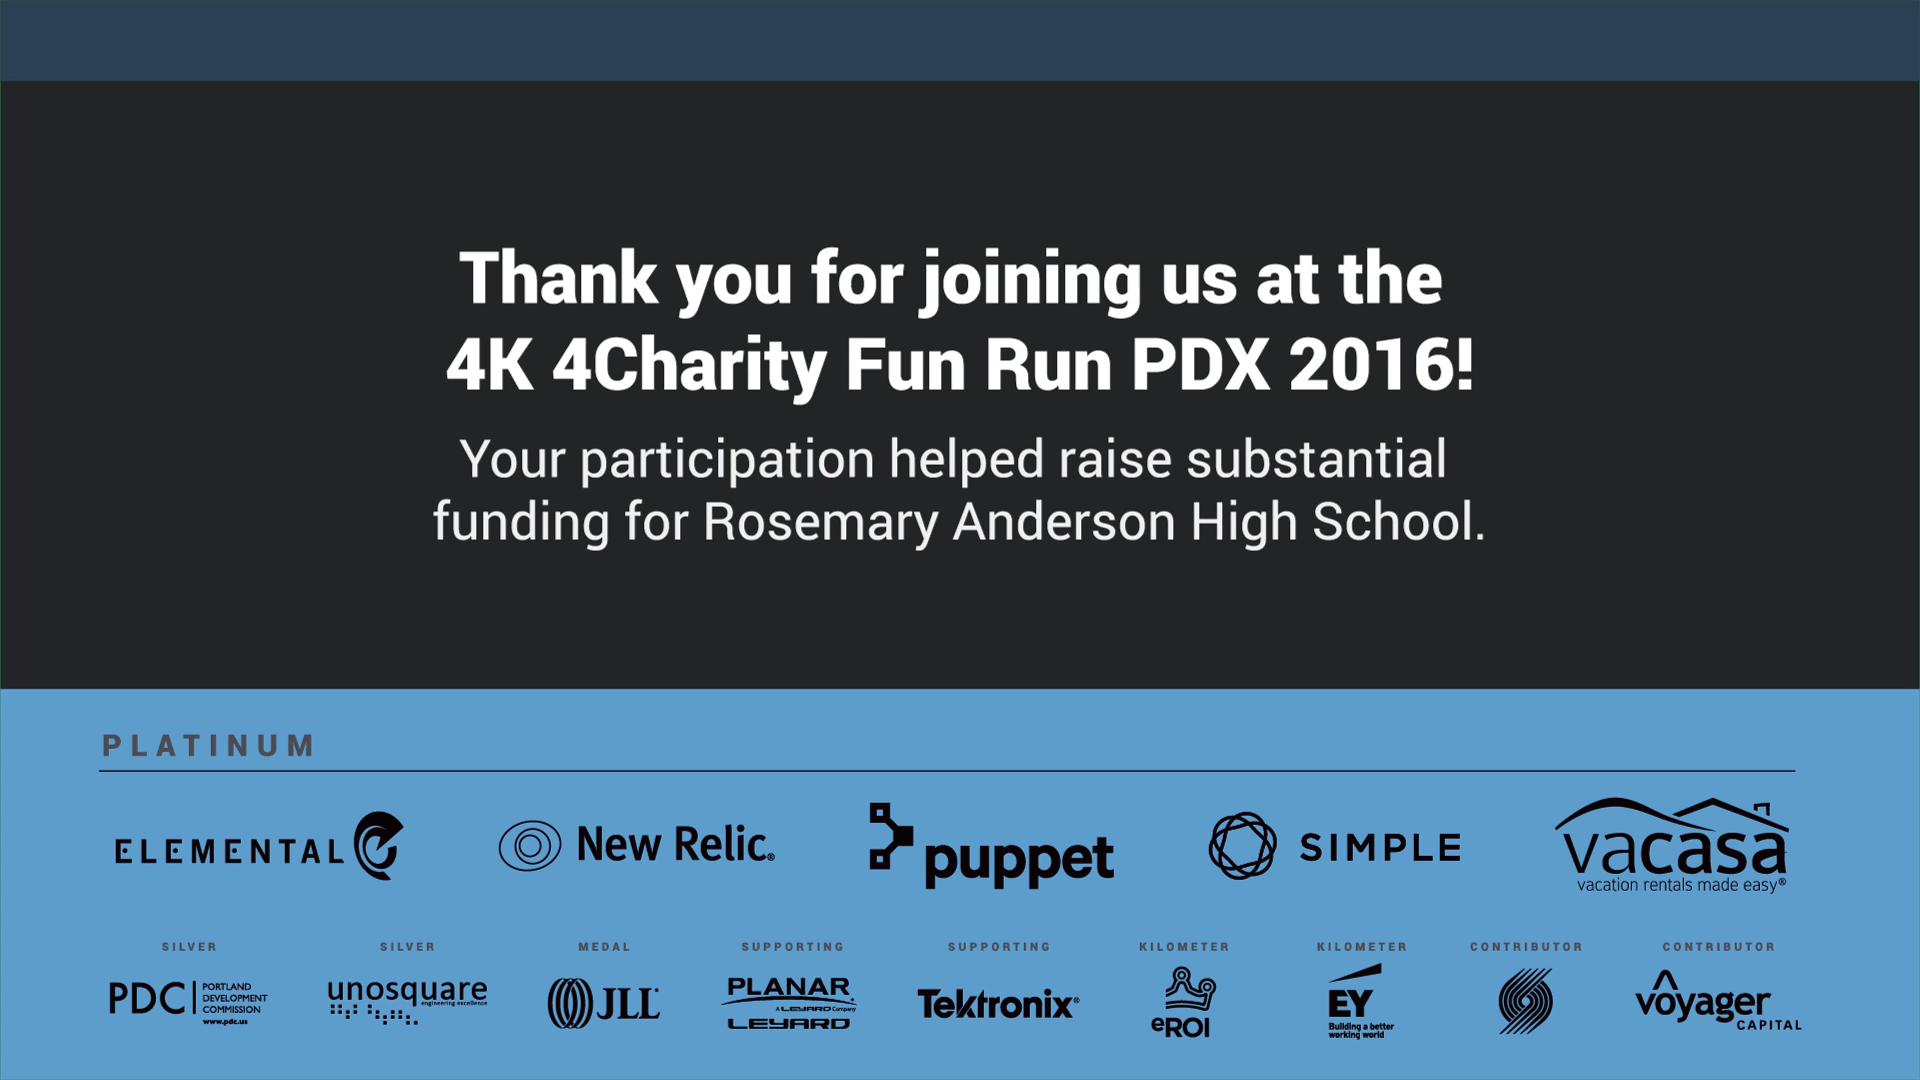 Thank you for joining us at the
4K 4Charity Fun Run PDX 2016!
Your participation helped raise substantial
funding for Rosemary Anderson High School.
PLATINUM
ELEMENTAL
New Relic®
puppet
SIMPLE
vacasa
vacation rentals made easy®
SILVER
PDC
PORTLAND
DEVELOPMENT
COMMISSION
www.pdc.us
SILVER
unosquare
engineering excellence
MEDAL
JLL
SUPPORTING
PLANAR
A LEYARD Company
LEYARD
SUPPORTING
Tektronix®
KILOMETER
eROI
KILOMETER
EY
Building a better
working world
CONTRIBUTOR
CONTRIBUTOR
voyager
CAPITAL